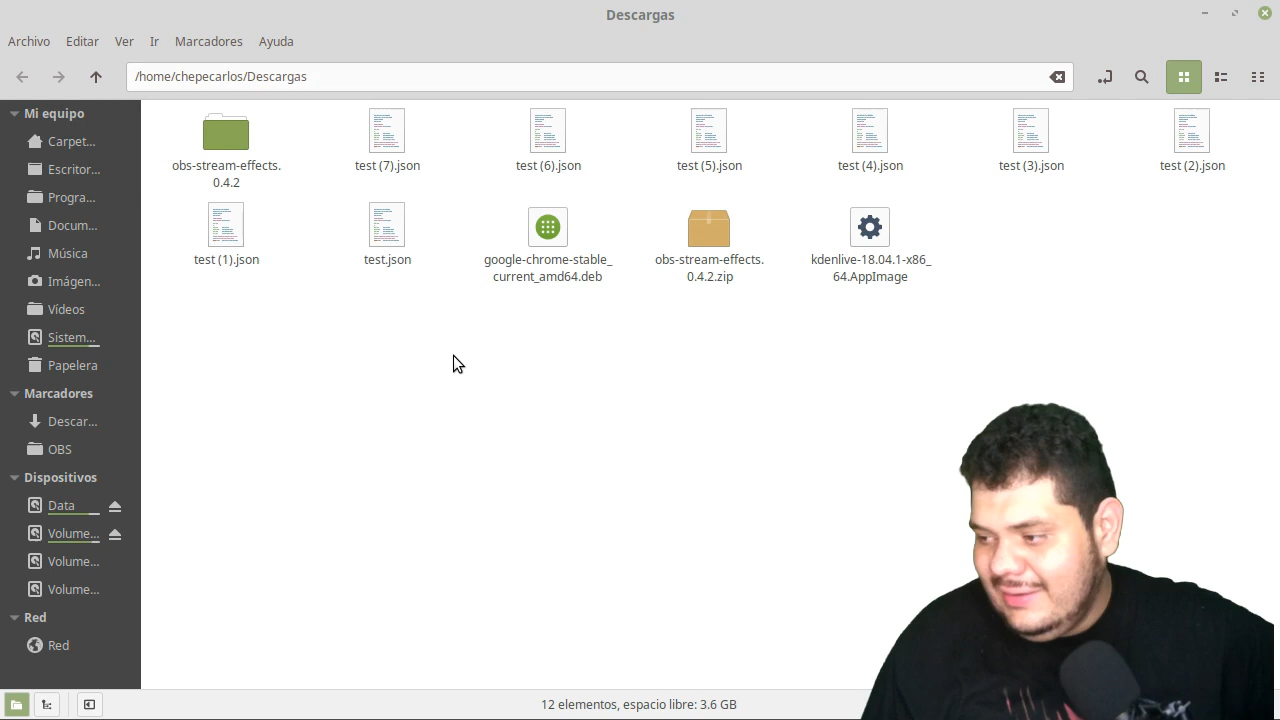 Descargas
Archivo Editar Ver Ir Marcadores Ayuda
/home/chepecarlos/Descargas
Mi equipo
Carpet...
Escritor...
Progra...
Docum...
Música
Imágen...
Vídeos
Sistem...
Papelera
Marcadores
Descar...
OBS
Dispositivos
Data
Volume...
Volume...
Volume...
Red
Red
obs-stream-effects.
0.4.2
test (7).json
test (6).json
test (5).json
test (4).json
test (3).json
test (2).json
test (1).json
test.json
google-chrome-stable_
current_amd64.deb
obs-stream-effects.
0.4.2.zip
kdenlive-18.04.1-x86_
64.AppImage
12 elementos, espacio libre: 3.6 GB